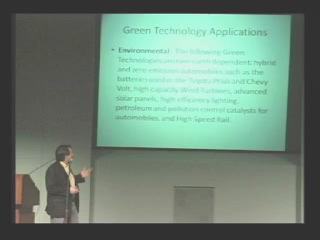 Green Technology Applications
• Environmental - The following Green
Technologies are rare earth dependent: hybrid
and zero emission automobiles such as the
batteries used in the Toyota Prius and Chevy
Volt, high capacity Wind Turbines, advanced
solar panels, high efficiency lighting,
petroleum and pollution control catalysts for
automobiles, and High Speed Rail.